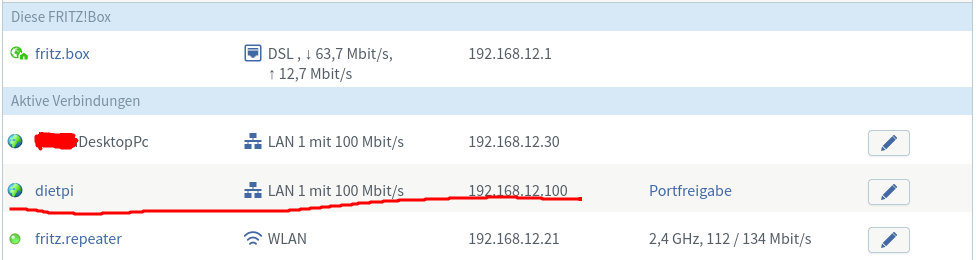 Diese FRITZ!Box
fritz.box DSL , ↓ 63,7 Mbit/s, 192.168.12.1
↑ 12,7 Mbit/s
Aktive Verbindungen
DesktopPc LAN 1 mit 100 Mbit/s 192.168.12.30
dietpi LAN 1 mit 100 Mbit/s 192.168.12.100 Portfreigabe
fritz.repeater WLAN 192.168.12.21 2,4 GHz, 112 / 134 Mbit/s